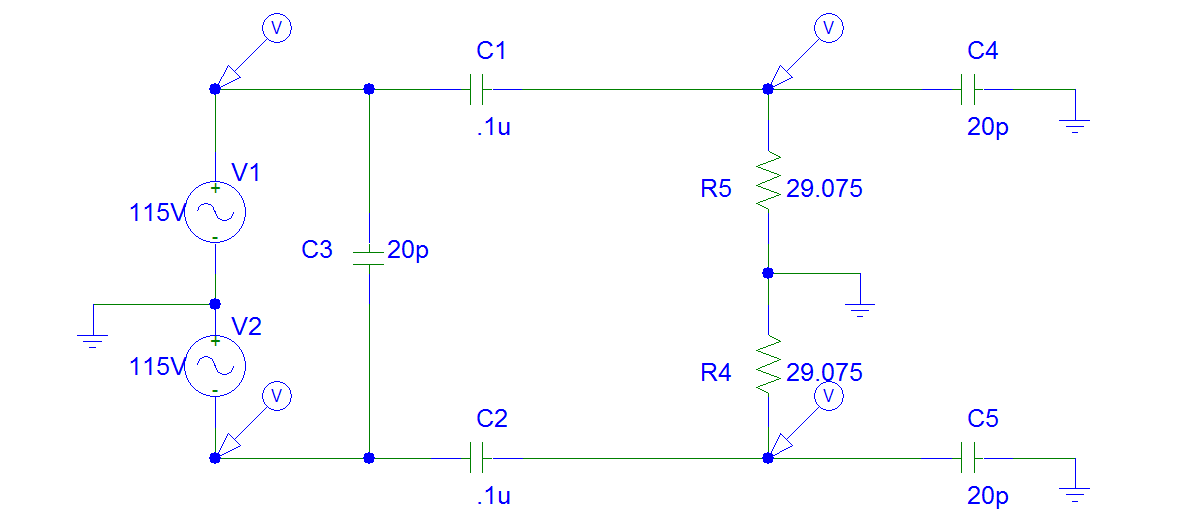 V
V
C1
C4
.1u
20p
V1
+
115V
-
R5
29.075
C3
20p
V2
+
115V
-
R4
29.075
V
V
C2
C5
.1u
20p